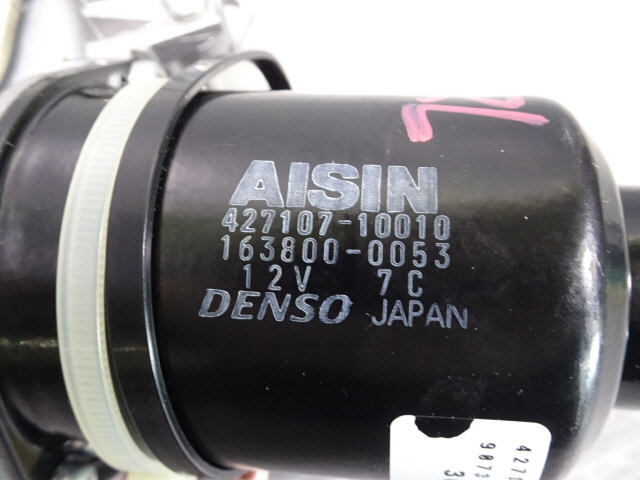 AISIN
427107-10010
163800-0053
12V 7C
DENSO JAPAN